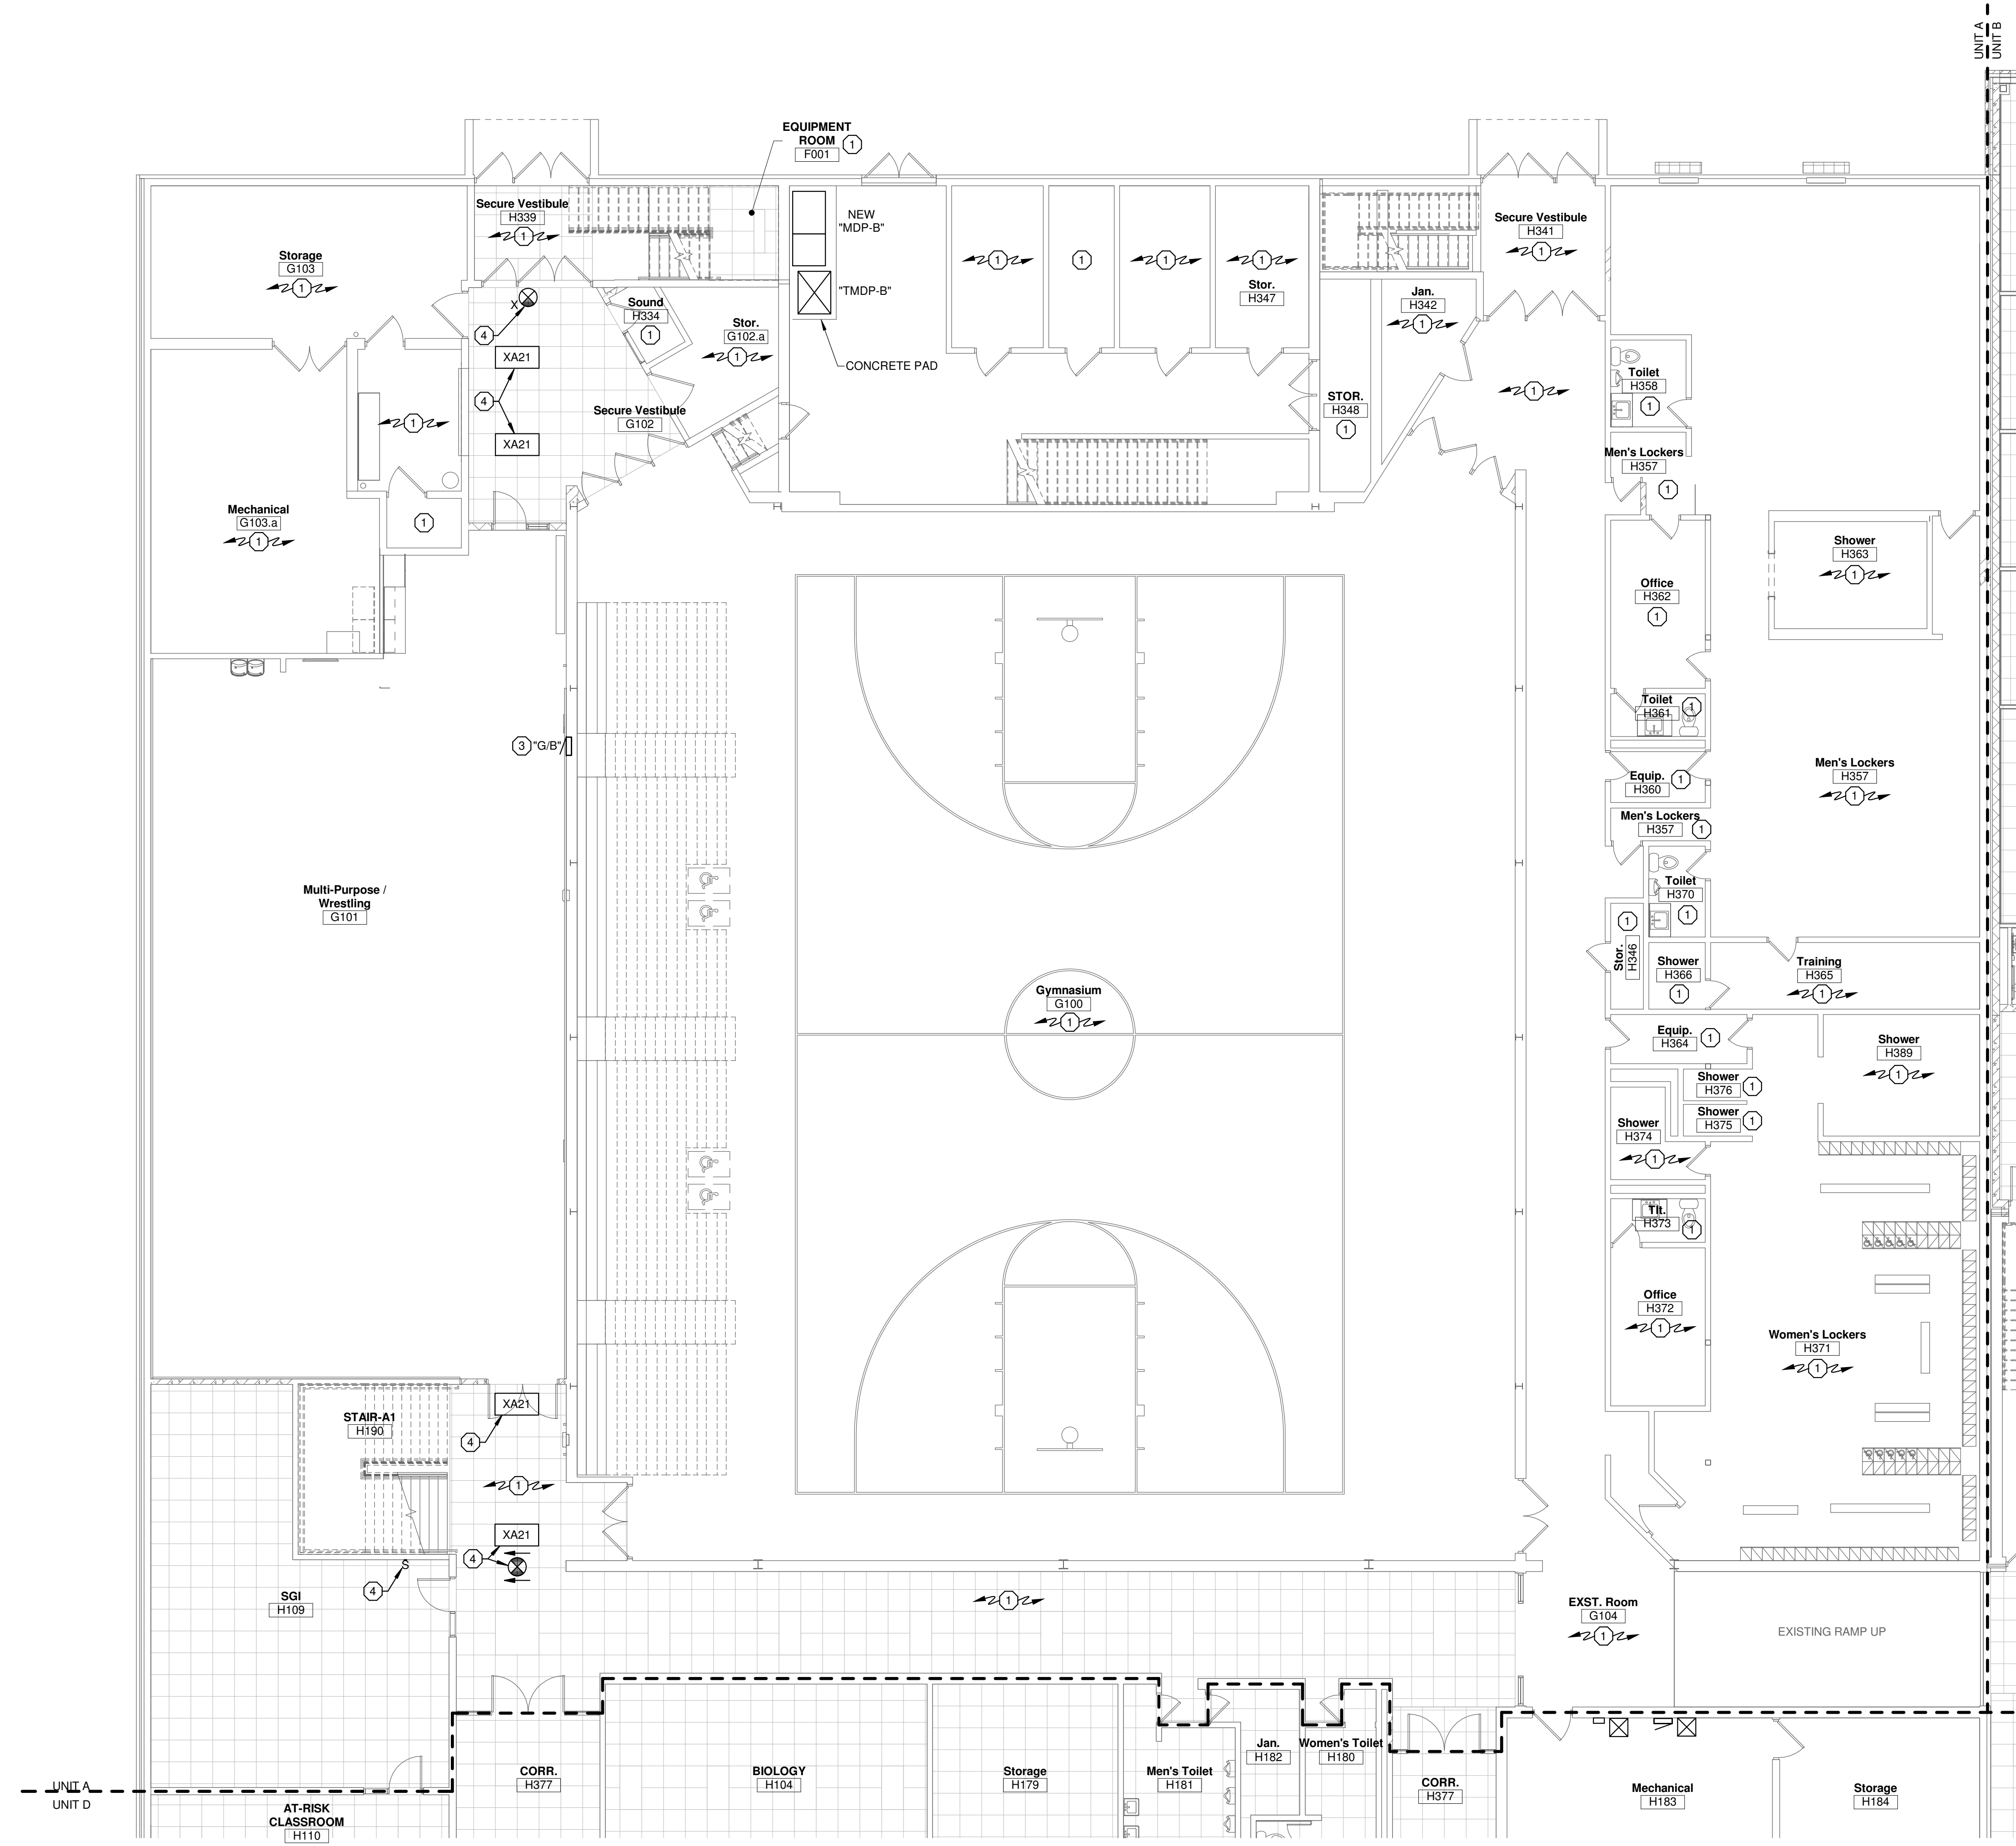 UNIT A
UNIT B
EQUIPMENT
ROOM
F001
1
Secure Vestibule
H339
1
NEW
"MDP-B"
"TMDP-B"
CONCRETE PAD
Storage
G103
1
X
4
XA21
4
XA21
Sound
H334
1
Stor.
G102.a
1
Secure Vestibule
G102
1
1
1
1
Stor.
H347
Secure Vestibule
H341
1
Jan.
H342
1
STOR.
H348
1
1
Toilet
H358
1
Men's Lockers
H357
1
1
1
Mechanical
G103.a
1
Office
H362
1
Shower
H363
1
Toilet
H361
1
3
"G/B"
Equip.
H360
1
Men's Lockers
H357
1
Men's Lockers
H357
1
Multi-Purpose /
Wrestling
G101
Toilet
H370
1
Stor.
H346
1
Shower
H366
1
Training
H365
1
Gymnasium
G100
1
Equip.
H364
1
Shower
H389
1
Shower
H376
1
Shower
H375
1
Shower
H374
1
Tlt.
H373
1
Office
H372
1
Women's Lockers
H371
1
STAIR-A1
H190
XA21
4
1
XA21
4
S
4
SGI
H109
1
EXST. Room
G104
1
EXISTING RAMP UP
UNIT A
UNIT D
AT-RISK
CLASSROOM
H110
CORR.
H377
BIOLOGY
H104
Storage
H179
Men's Toilet
H181
Jan.
H182
Women's Toilet
H180
CORR.
H377
Mechanical
H183
Storage
H184